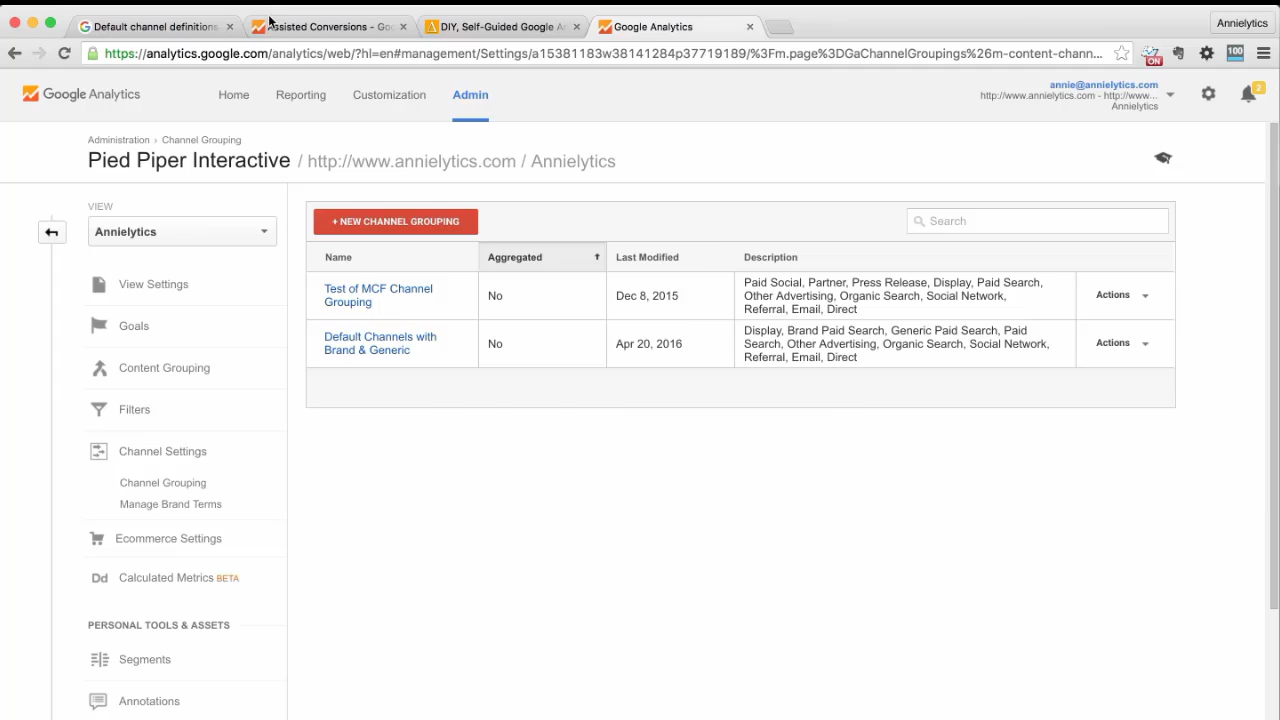 Default channel definitions
Assisted Conversions - Goo
DIY, Self-Guided Google An
Google Analytics
Annielytics
https://analytics.google.com/analytics/web/?hl=en#management/Settings/a15381183w38141284p37719189/%3Fm.page%3DGaChannelGroupings%26m-content-chann...
ON
100
Google Analytics
Home
Reporting
Customization
Admin
annie@annielytics.com
http://www.annielytics.com - http://www...
Annielytics
2
Administration › Channel Grouping
Pied Piper Interactive / http://www.annielytics.com / Annielytics
VIEW
Annielytics
View Settings
Goals
Content Grouping
Filters
Channel Settings
Channel Grouping
Manage Brand Terms
Ecommerce Settings
Dd Calculated Metrics BETA
PERSONAL TOOLS & ASSETS
Segments
Annotations
+ NEW CHANNEL GROUPING
Search
Name
Aggregated
Last Modified
Description
Test of MCF Channel
Grouping
No
Dec 8, 2015
Paid Social, Partner, Press Release, Display, Paid Search,
Other Advertising, Organic Search, Social Network,
Referral, Email, Direct
Actions
Default Channels with
Brand & Generic
No
Apr 20, 2016
Display, Brand Paid Search, Generic Paid Search, Paid
Search, Other Advertising, Organic Search, Social Network,
Referral, Email, Direct
Actions